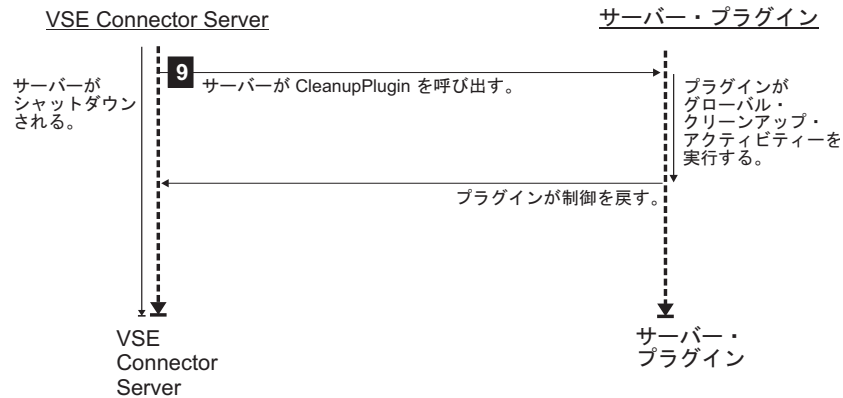 VSE Connector Server
サーバー・プラグイン
9
サーバーが CleanupPlugin を呼び出す。
サーバーが
シャットダウン
される。
プラグインが
グローバル・
クリーンアップ・
アクティビティーを
実行する。
プラグインが制御を戻す。
VSE
Connector
Server
サーバー・
プラグイン